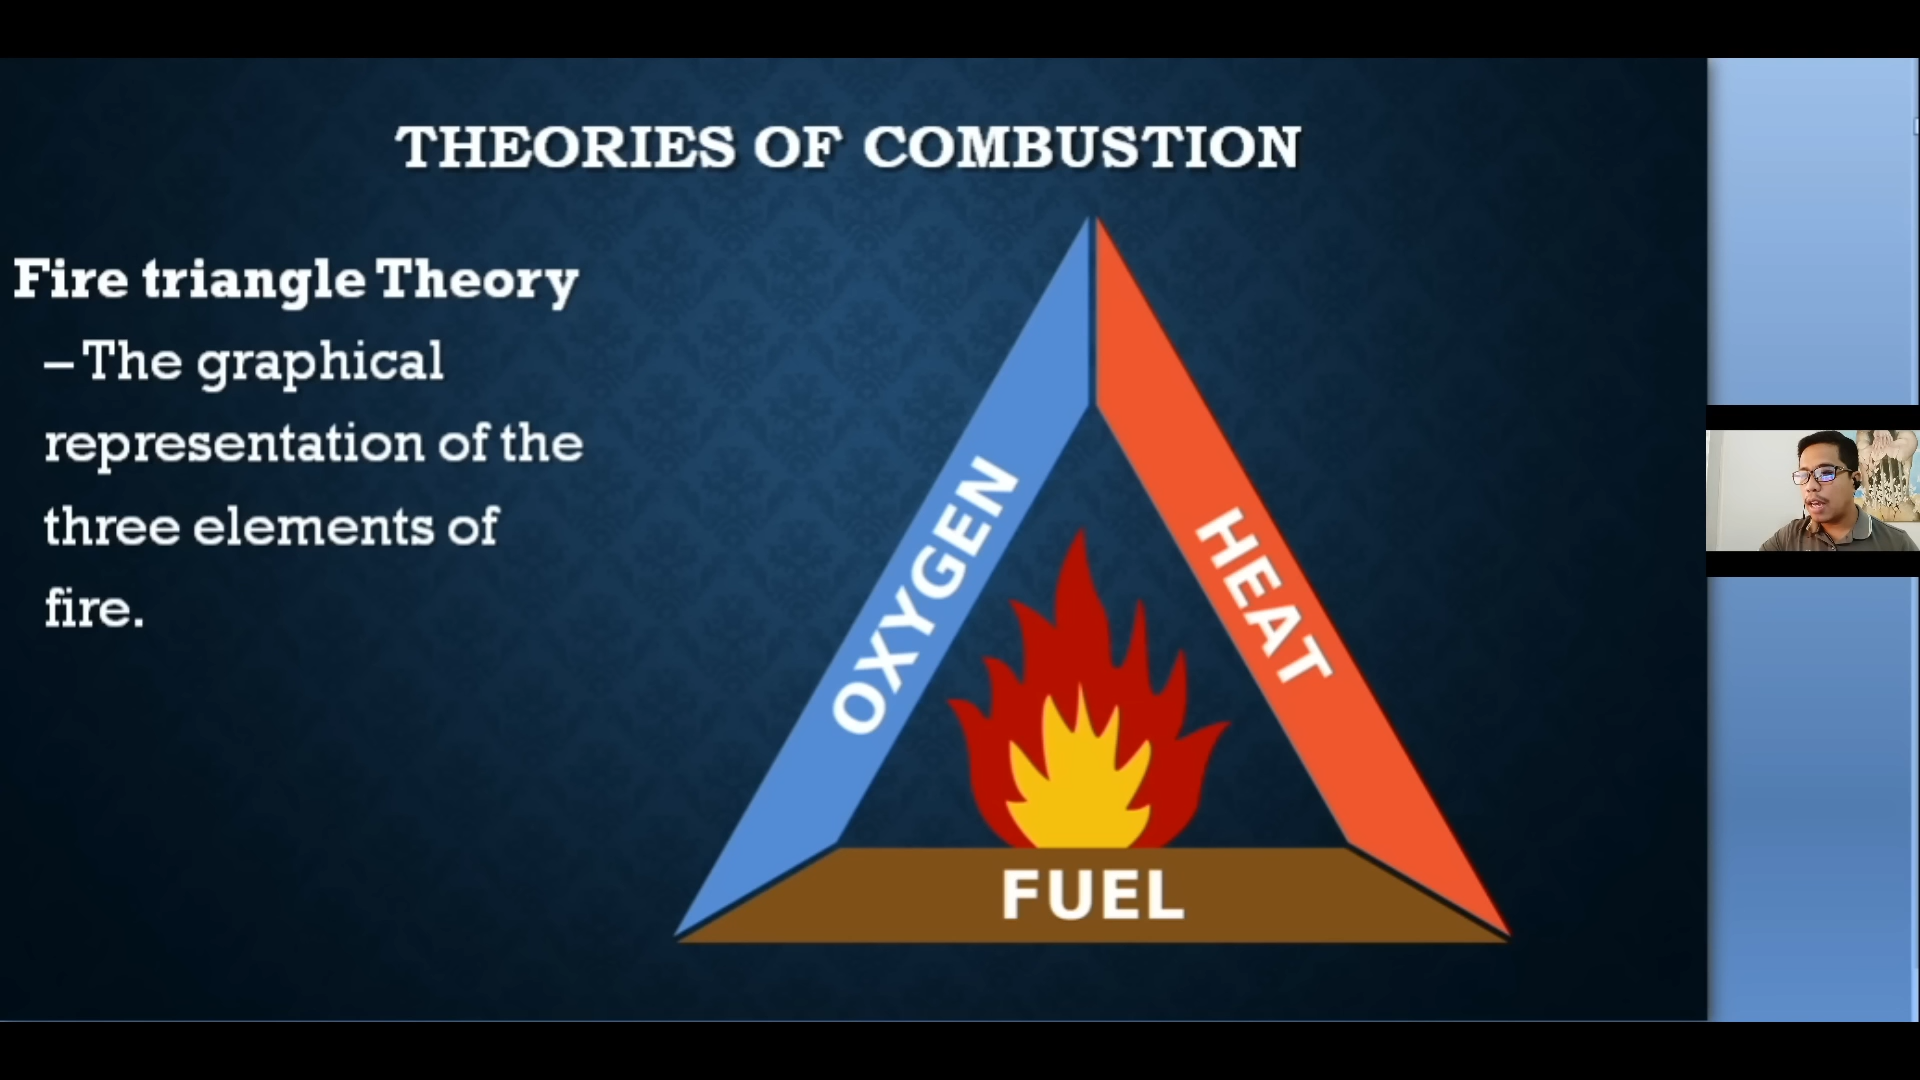 THEORIES OF COMBUSTION
Fire triangle Theory
– The graphical
representation of the
three elements of
fire.
OXYGEN
HEAT
FUEL